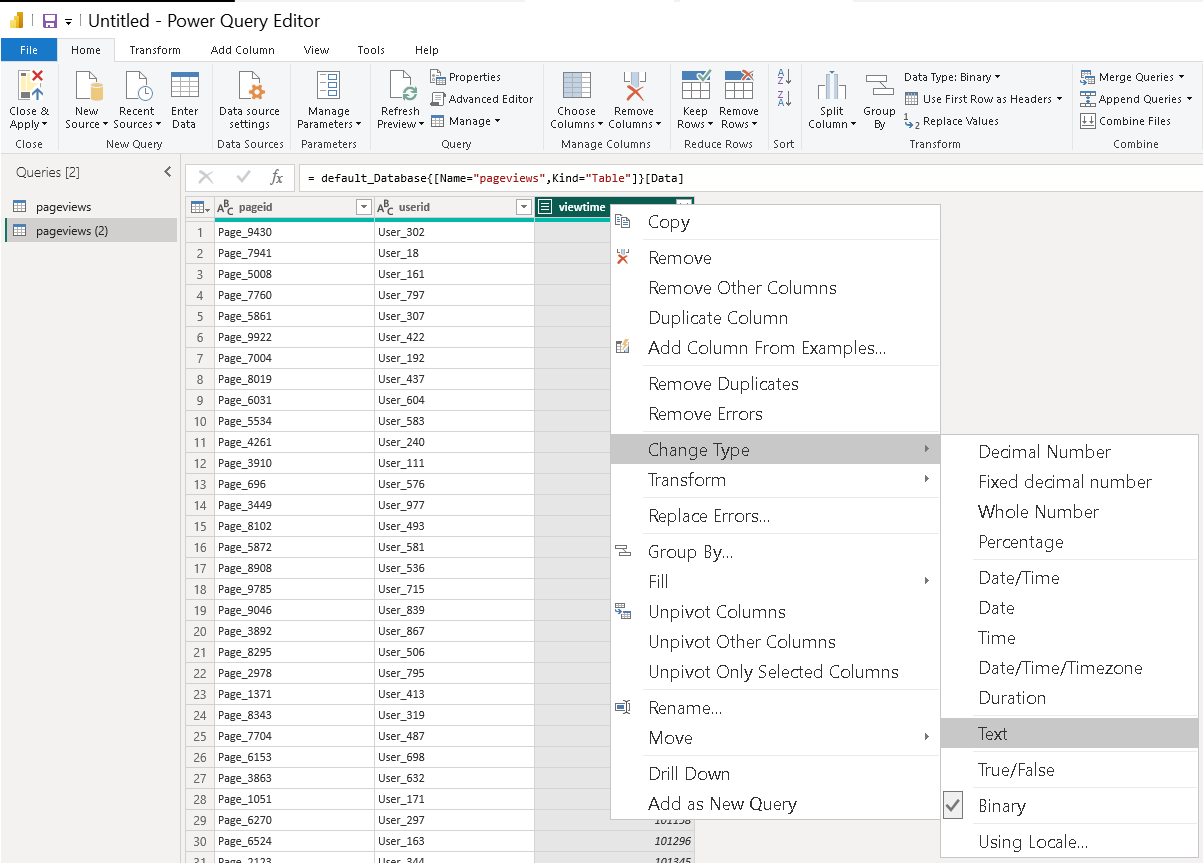 Untitled - Power Query Editor
File Home Transform Add Column View Tools Help
Close & Apply
New Source
Recent Sources
Enter Data
Data source settings
Manage Parameters
Refresh Preview
Properties
Advanced Editor
Manage
Choose Columns
Remove Columns
Keep Rows
Remove Rows
Split Column
Group By
Data Type: Binary
Use First Row as Headers
Replace Values
Merge Queries
Append Queries
Combine Files
Close New Query Data Sources Parameters Query Manage Columns Reduce Rows Sort Transform Combine
Queries [2]
pageviews
pageviews (2)
= default_Database{[Name="pageviews",Kind="Table"]}[Data]
pageid userid viewtime
1 Page_9430 User_302
2 Page_7941 User_18
3 Page_5008 User_161
4 Page_7760 User_797
5 Page_5861 User_307
6 Page_9922 User_422
7 Page_7004 User_192
8 Page_8019 User_437
9 Page_6031 User_604
10 Page_5534 User_583
11 Page_4261 User_240
12 Page_3910 User_111
13 Page_696 User_576
14 Page_3449 User_977
15 Page_8102 User_493
16 Page_5872 User_581
17 Page_8908 User_536
18 Page_9785 User_715
19 Page_9046 User_839
20 Page_3892 User_867
21 Page_8295 User_506
22 Page_2978 User_795
23 Page_1371 User_413
24 Page_8343 User_319
25 Page_7704 User_487
26 Page_6153 User_698
27 Page_3863 User_632
28 Page_1051 User_171
29 Page_6270 User_297 101158
30 Page_6524 User_163 101296
31 Page_2123 User_344 101345
Copy
Remove
Remove Other Columns
Duplicate Column
Add Column From Examples...
Remove Duplicates
Remove Errors
Change Type
Transform
Replace Errors...
Group By...
Fill
Unpivot Columns
Unpivot Other Columns
Unpivot Only Selected Columns
Rename...
Move
Drill Down
Add as New Query
Decimal Number
Fixed decimal number
Whole Number
Percentage
Date/Time
Date
Time
Date/Time/Timezone
Duration
Text
True/False
Binary
Using Locale...